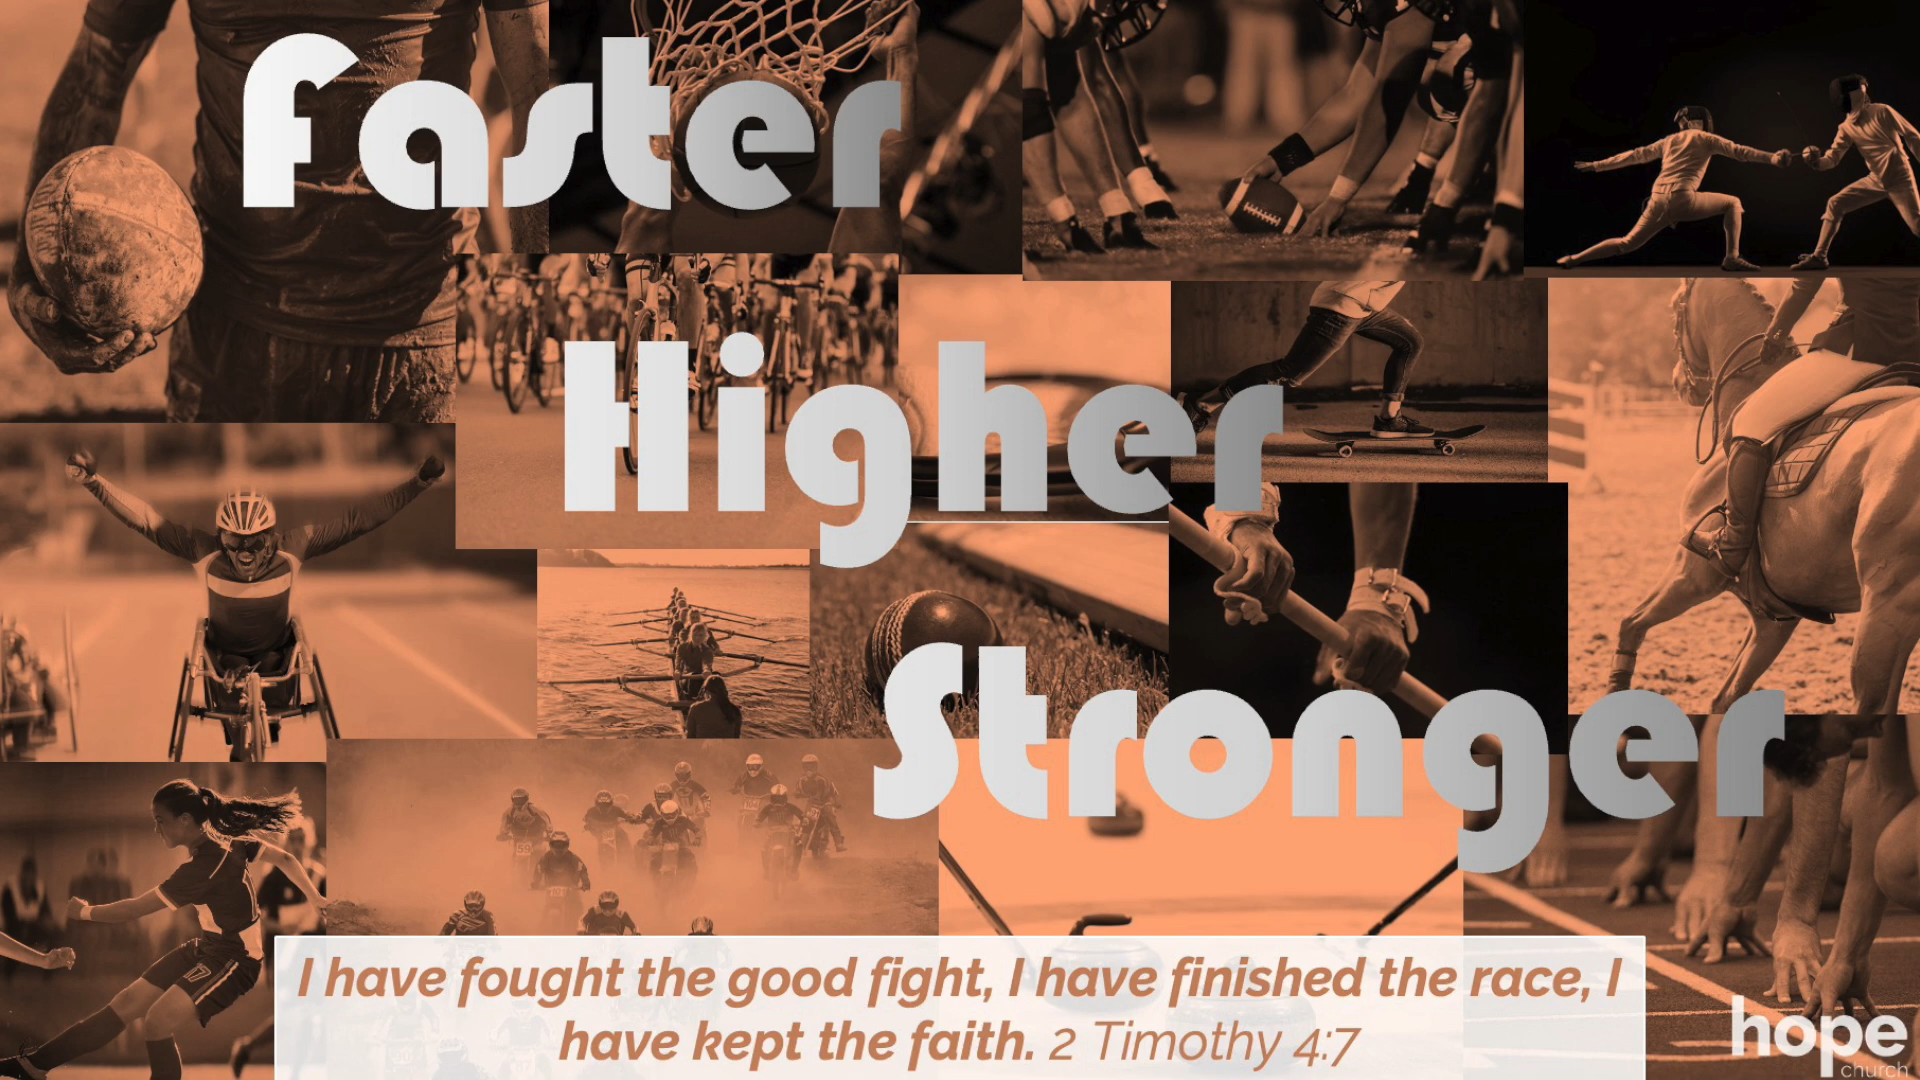 Faster
Higher
Stronger
I have fought the good fight, I have finished the race, I
have kept the faith. 2 Timothy 4:7
hope
church